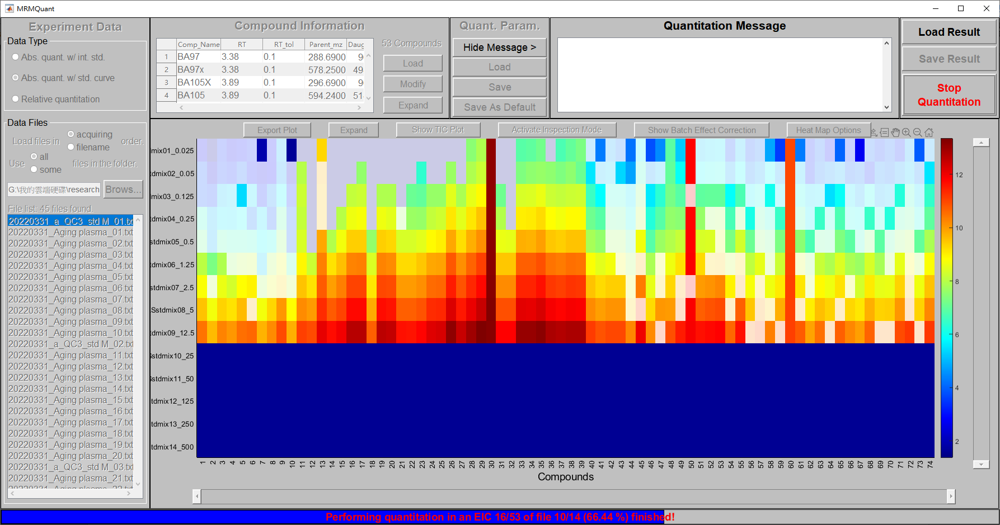 MRMQuant
Experiment Data
Data Type
Abs. quant. w/ int. std.
Abs. quant. w/ std. curve
Relative quantitation
Data Files
Load files in
acquiring
filename
order.
Use
all
some
files in the folder.
G:\我的雲端硬碟\research
Brows...
File list: 45 files found
20220331_a_QC3_std M_01.tx
20220331_Aging plasma_01.txt
20220331_Aging plasma_02.txt
20220331_Aging plasma_03.txt
20220331_Aging plasma_04.txt
20220331_Aging plasma_05.txt
20220331_Aging plasma_06.txt
20220331_Aging plasma_07.txt
20220331_Aging plasma_08.txt
20220331_Aging plasma_09.txt
20220331_Aging plasma_10.txt
20220331_a_QC3_std M_02.txt
20220331_Aging plasma_11.txt
20220331_Aging plasma_12.txt
20220331_Aging plasma_13.txt
20220331_Aging plasma_14.txt
20220331_Aging plasma_15.txt
20220331_Aging plasma_16.txt
20220331_Aging plasma_17.txt
20220331_Aging plasma_18.txt
20220331_Aging plasma_19.txt
20220331_Aging plasma_20.txt
20220331_a_QC3_std M_03.txt
20220331_Aging plasma_21.txt
Compound Information
Comp_Name RT RT_tol Parent_mz Daug
1 BA97 3.38 0.1 288.6900 9
2 BA97x 3.38 0.1 578.2500 49
3 BA105X 3.89 0.1 296.6900 9
4 BA105 3.89 0.1 594.2400 51
53 Compounds
Load
Modify
Expand
Quant. Param.
Hide Message >
Load
Save
Save As Default
Quantitation Message
Load Result
Save Result
Stop
Quantitation
Export Plot
Expand
Show TIC Plot
Activate Inspection Mode
Show Batch Effect Correction
Heat Map Options
lmix01_0.025
tdmix02_0.05
lmix03_0.125
tdmix04_0.25
stdmix05_0.5
tdmix06_1.25
stdmix07_2.5
Sstdmix08_5
tdmix09_12.5
Sstdmix10_25
Sstdmix11_50
tdmix12_125
tdmix13_250
tdmix14_500
1 2 3 4 5 6 7 8 9 10 11 12 13 14 15 16 17 18 19 20 21 22 23 24 25 26 27 28 29 30 31 32 33 34 35 36 37 38 39 40 41 42 43 44 45 46 47 48 49 50 51 52 53 54 55 56 57 58 59 60 61 62 63 64 65 66 67 68 69 70 71 72 73 74
Compounds
12
10
8
6
4
2
Performing quantitation in an EIC 16/53 of file 10/14 (66.44 %) finished!